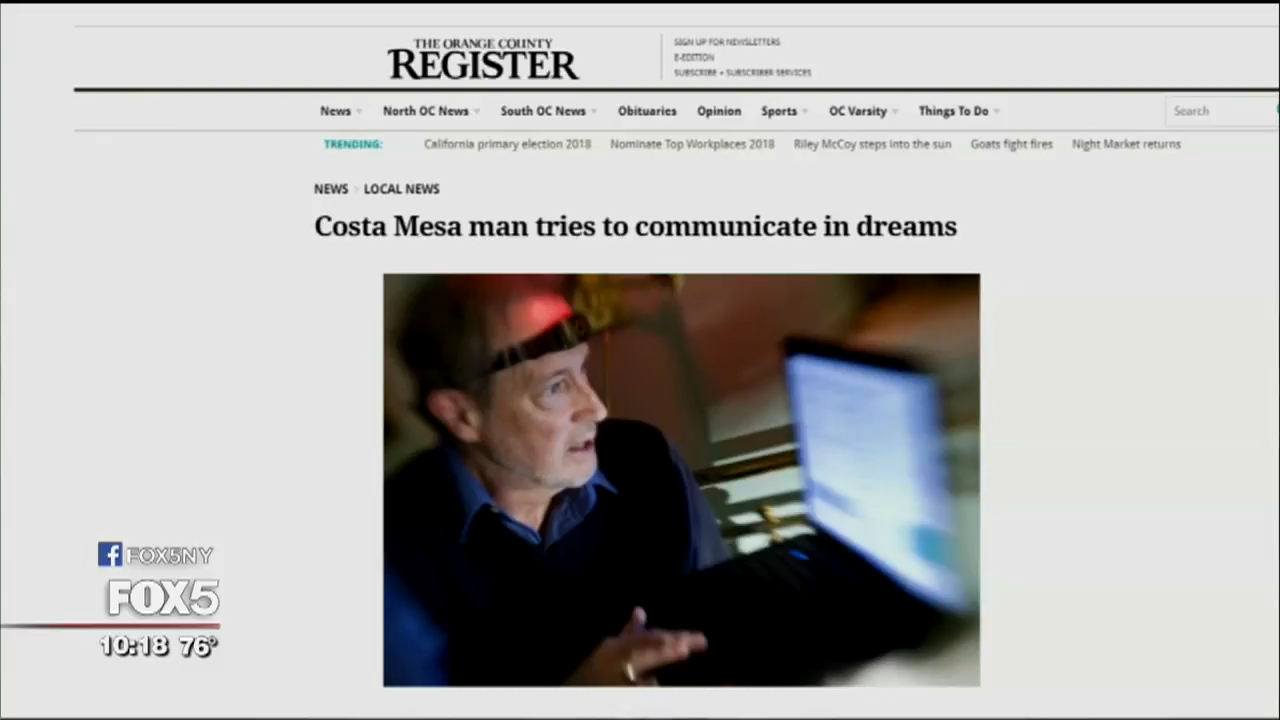 THE ORANGE COUNTY
REGISTER
SIGN UP FOR NEWSLETTERS
E-EDITION
SUBSCRIBE + SUBSCRIBER SERVICES
News North OC News South OC News Obituaries Opinion Sports OC Varsity Things To Do Search
TRENDING: California primary election 2018 Nominate Top Workplaces 2018 Riley McCoy steps into the sun Goats fight fires Night Market returns
NEWS LOCAL NEWS
Costa Mesa man tries to communicate in dreams
f FOX5NY
FOX5
10:18 76°